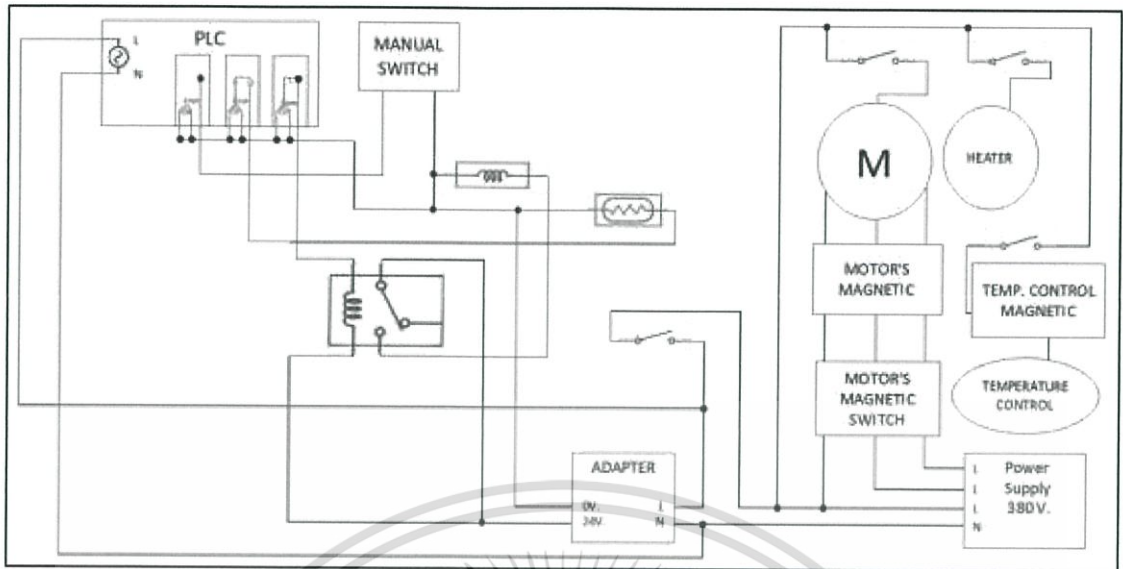 L
PLC
N
MANUAL
SWITCH
M
HEATER
MOTOR'S
MAGNETIC
TEMP. CONTROL
MAGNETIC
MOTOR'S
MAGNETIC
SWITCH
TEMPERATURE
CONTROL
ADAPTER
0V. L
24V. N
L Power
L Supply
L 380V.
N